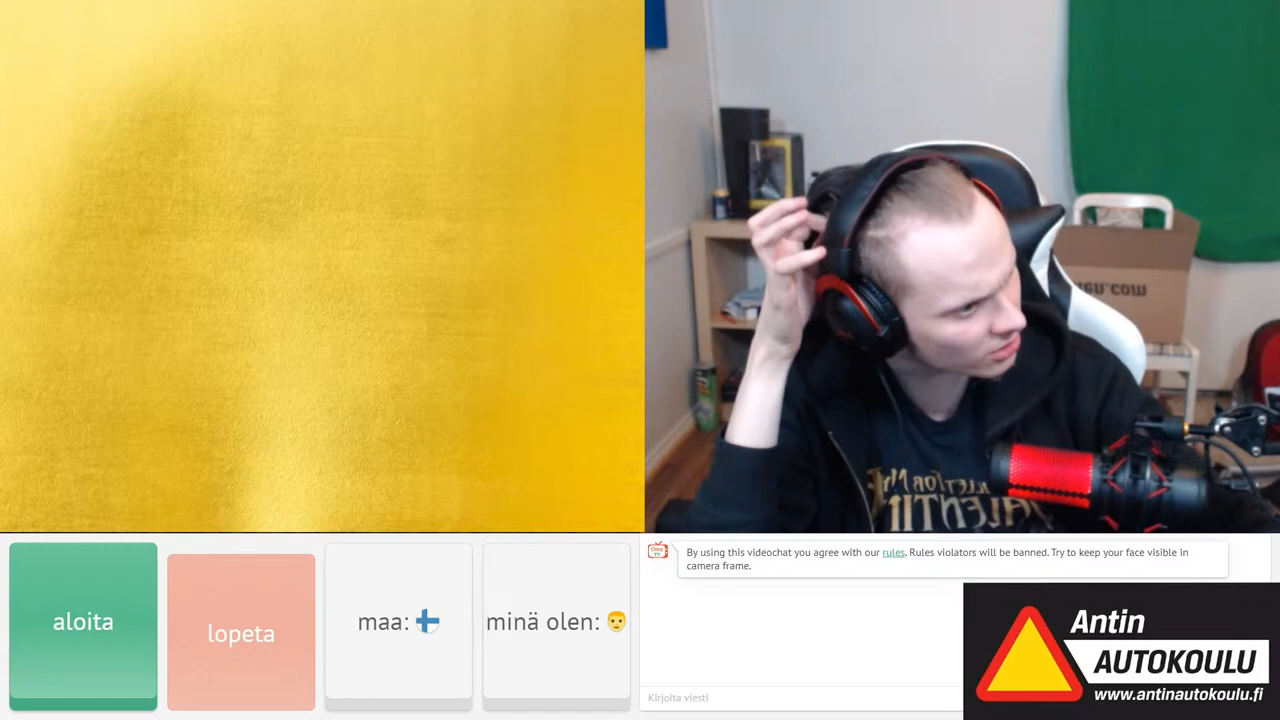 By using this videochat you agree with our rules. Rules violators will be banned. Try to keep your face visible in
camera frame.
aloita
lopeta
maa:
minä olen:
Kirjoita viesti
Antin
AUTOKOULU
www.antinautokoulu.fi